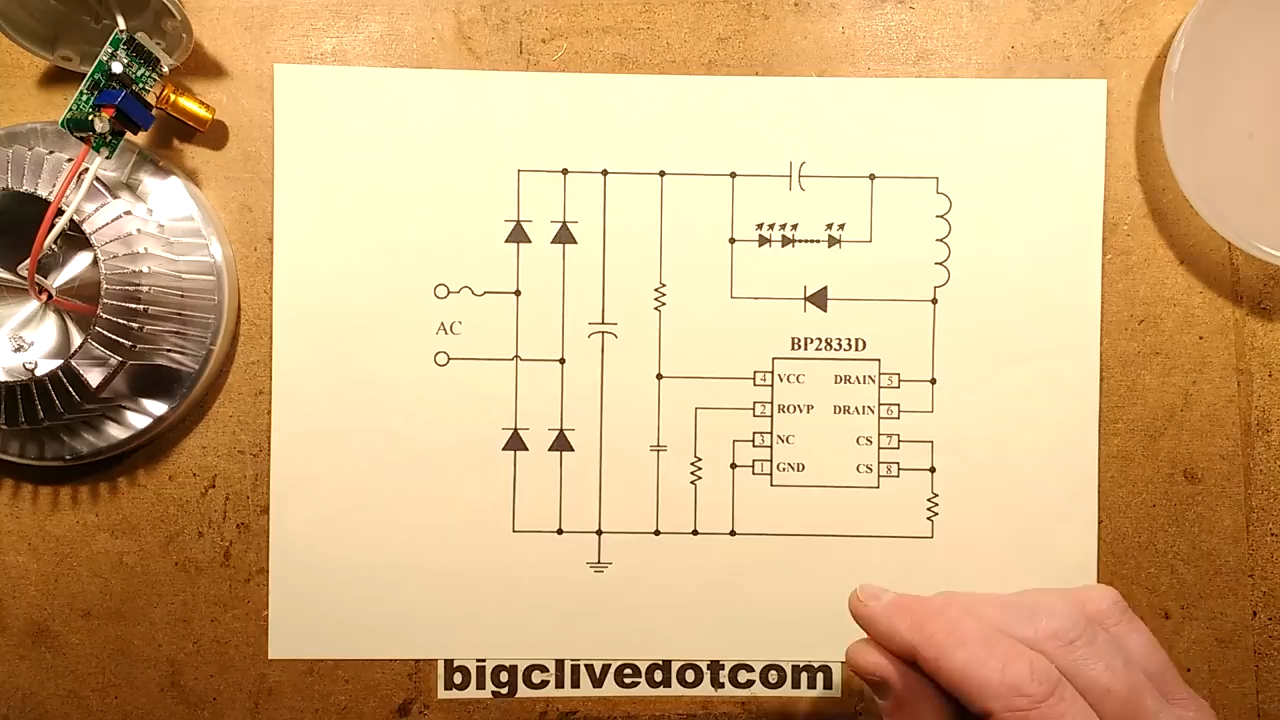 AC
BP2833D
4 VCC DRAIN 5
2 ROVP DRAIN 6
3 NC CS 7
1 GND CS 8
bigclivedotcom